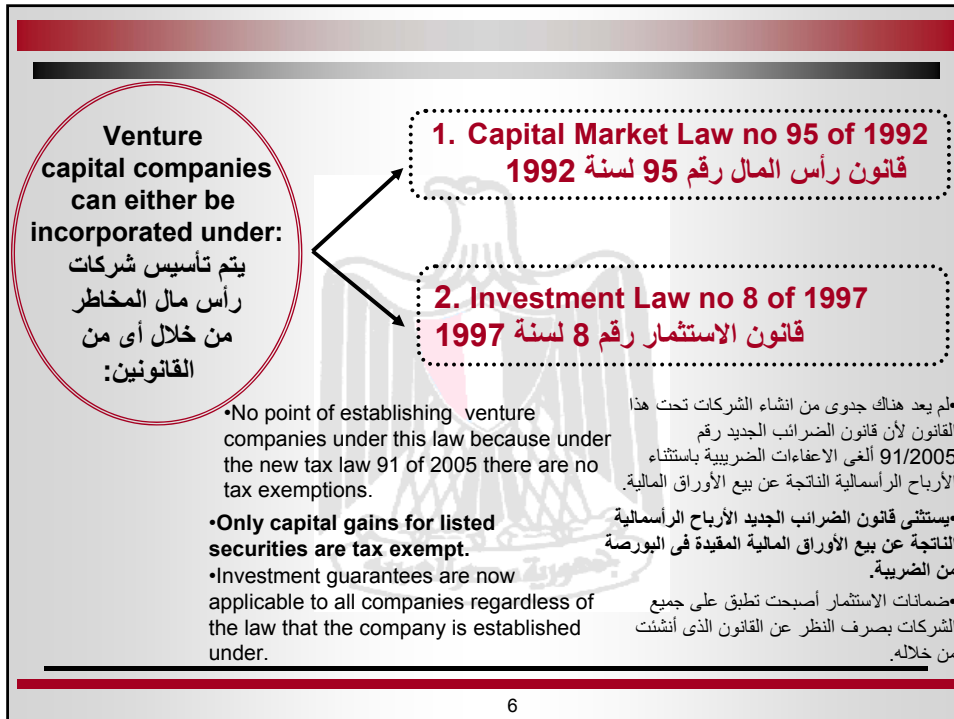 Venture
capital companies
can either be
incorporated under:
يتم تأسيس شركات
رأس مال المخاطر
من خلال أى من
القانونين:
1. Capital Market Law no 95 of 1992
قانون رأس المال رقم 95 لسنة 1992
2. Investment Law no 8 of 1997
قانون الاستثمار رقم 8 لسنة 1997
•No point of establishing venture
companies under this law because under
the new tax law 91 of 2005 there are no
tax exemptions.
•Only capital gains for listed
securities are tax exempt.
•Investment guarantees are now
applicable to all companies regardless of
the law that the company is established
under.
•لم يعد هناك جدوى من انشاء الشركات تحت هذا
القانون لأن قانون الضرائب الجديد رقم
91/2005 ألغى الاعفاءات الضريبية باستثناء
الأرباح الرأسمالية الناتجة عن بيع الأوراق المالية.
•يستثنى قانون الضرائب الجديد الأرباح الرأسمالية
الناتجة عن بيع الأوراق المالية المقيدة فى البورصة
من الضريبة.
•ضمانات الاستثمار أصبحت تطبق على جميع
الشركات بصرف النظر عن القانون الذى أنشئت
من خلاله.
جمهورية مصر العربية
6